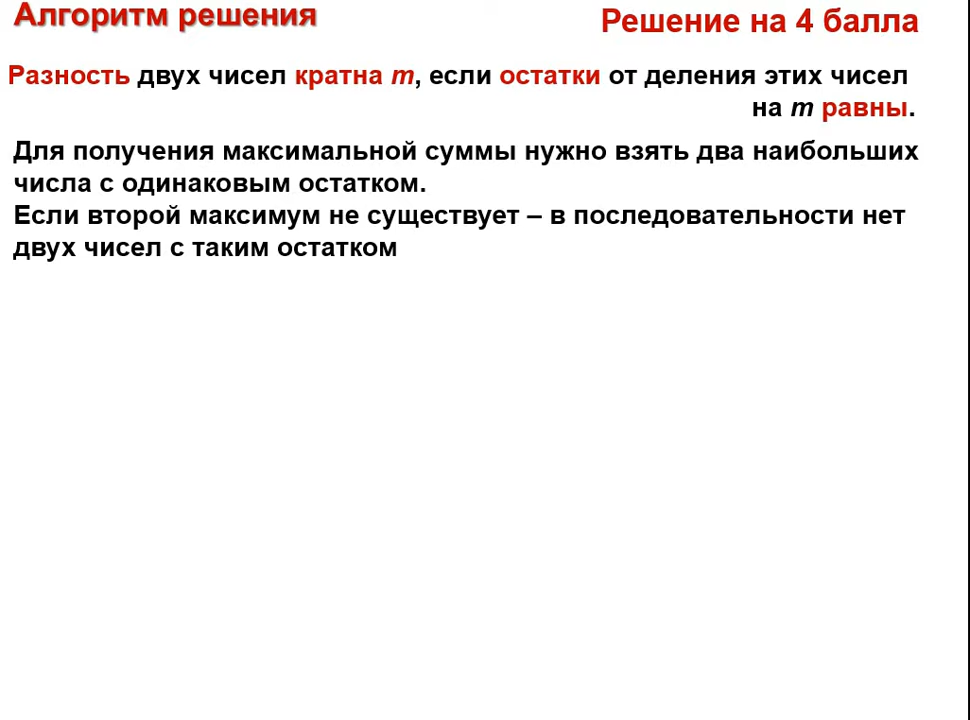 Алгоритм решения
Решение на 4 балла
Разность двух чисел кратна m, если остатки от деления этих чисел
на m равны.
Для получения максимальной суммы нужно взять два наибольших
числа с одинаковым остатком.
Если второй максимум не существует – в последовательности нет
двух чисел с таким остатком